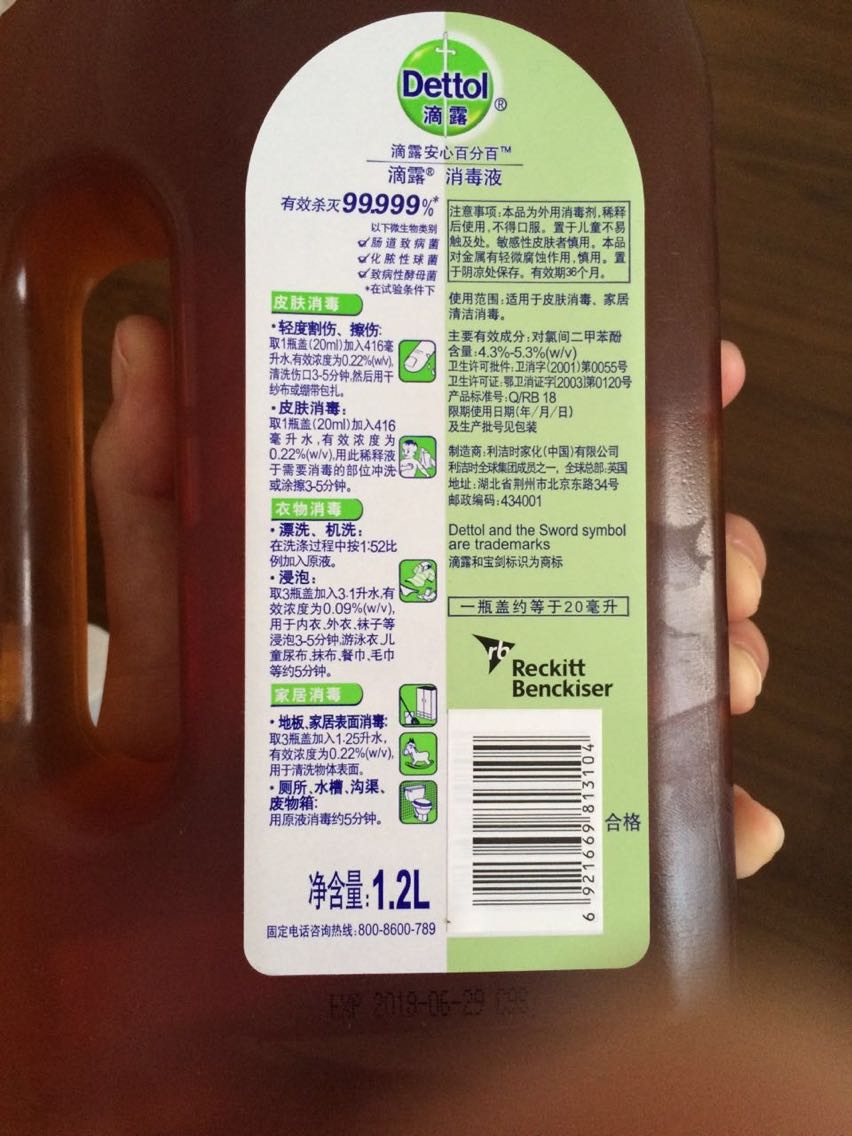 Dettol
滴露
®
滴露安心百分百™
滴露® 消毒液
有效杀灭99.999%*
以下微生物类别
✓肠道致病菌
✓化脓性球菌
✓致病性酵母菌
*在试验条件下
皮肤消毒
·轻度割伤、擦伤:
取1瓶盖(20ml)加入416毫
升水,有效浓度为0.22%(w/v),
清洗伤口3-5分钟,然后用干
纱布或绷带包扎。
·皮肤消毒:
取1瓶盖(20ml)加入416
毫升水,有效浓度为
0.22%(w/v),用此稀释液
于需要消毒的部位冲洗
或涂擦3-5分钟。
衣物消毒
·漂洗、机洗:
在洗涤过程中按1:52比
例加入原液。
·浸泡:
取3瓶盖加入3·1升水,有
效浓度为0.09%(w/v),
用于内衣、外衣、袜子等
浸泡3-5分钟,游泳衣、儿
童尿布、抹布、餐巾、毛巾
等约5分钟。
家居消毒
·地板、家居表面消毒:
取3瓶盖加入1·25升水,
有效浓度为0.22%(w/v),
用于清洗物体表面。
·厕所、水槽、沟渠、
废物箱:
用原液消毒约5分钟。
净含量:1.2L
固定电话咨询热线:800-8600-789
注意事项:本品为外用消毒剂,稀释
后使用,不得口服。置于儿童不易
触及处。敏感性皮肤者慎用。本品
对金属有轻微腐蚀作用,慎用。置
于阴凉处保存。有效期36个月。
使用范围:适用于皮肤消毒、家居
清洁消毒。
主要有效成分:对氯间二甲苯酚
含量:4.3%-5.3%(w/v)
卫生许可批件:卫消字(2001)第0055号
卫生许可证:鄂卫消证字[2003]第0120号
产品标准号:Q/RB 18
限期使用日期(年/月/日)
及生产批号见包装
制造商:利洁时家化(中国)有限公司
利洁时全球集团成员之一，全球总部:英国
地址:湖北省荆州市北京东路34号
邮政编码:434001
Dettol and the Sword symbol
are trademarks
滴露和宝剑标识为商标
一瓶盖约等于20毫升
rb
Reckitt
Benckiser
6 921669 813104
合格
EXP 2019-06-29 C93